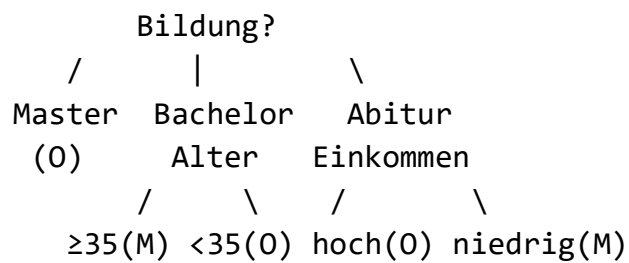 Bildung?
/ | \
Master Bachelor Abitur
(O) Alter Einkommen
/ \ / \
≥35(M) <35(O) hoch(O) niedrig(M)